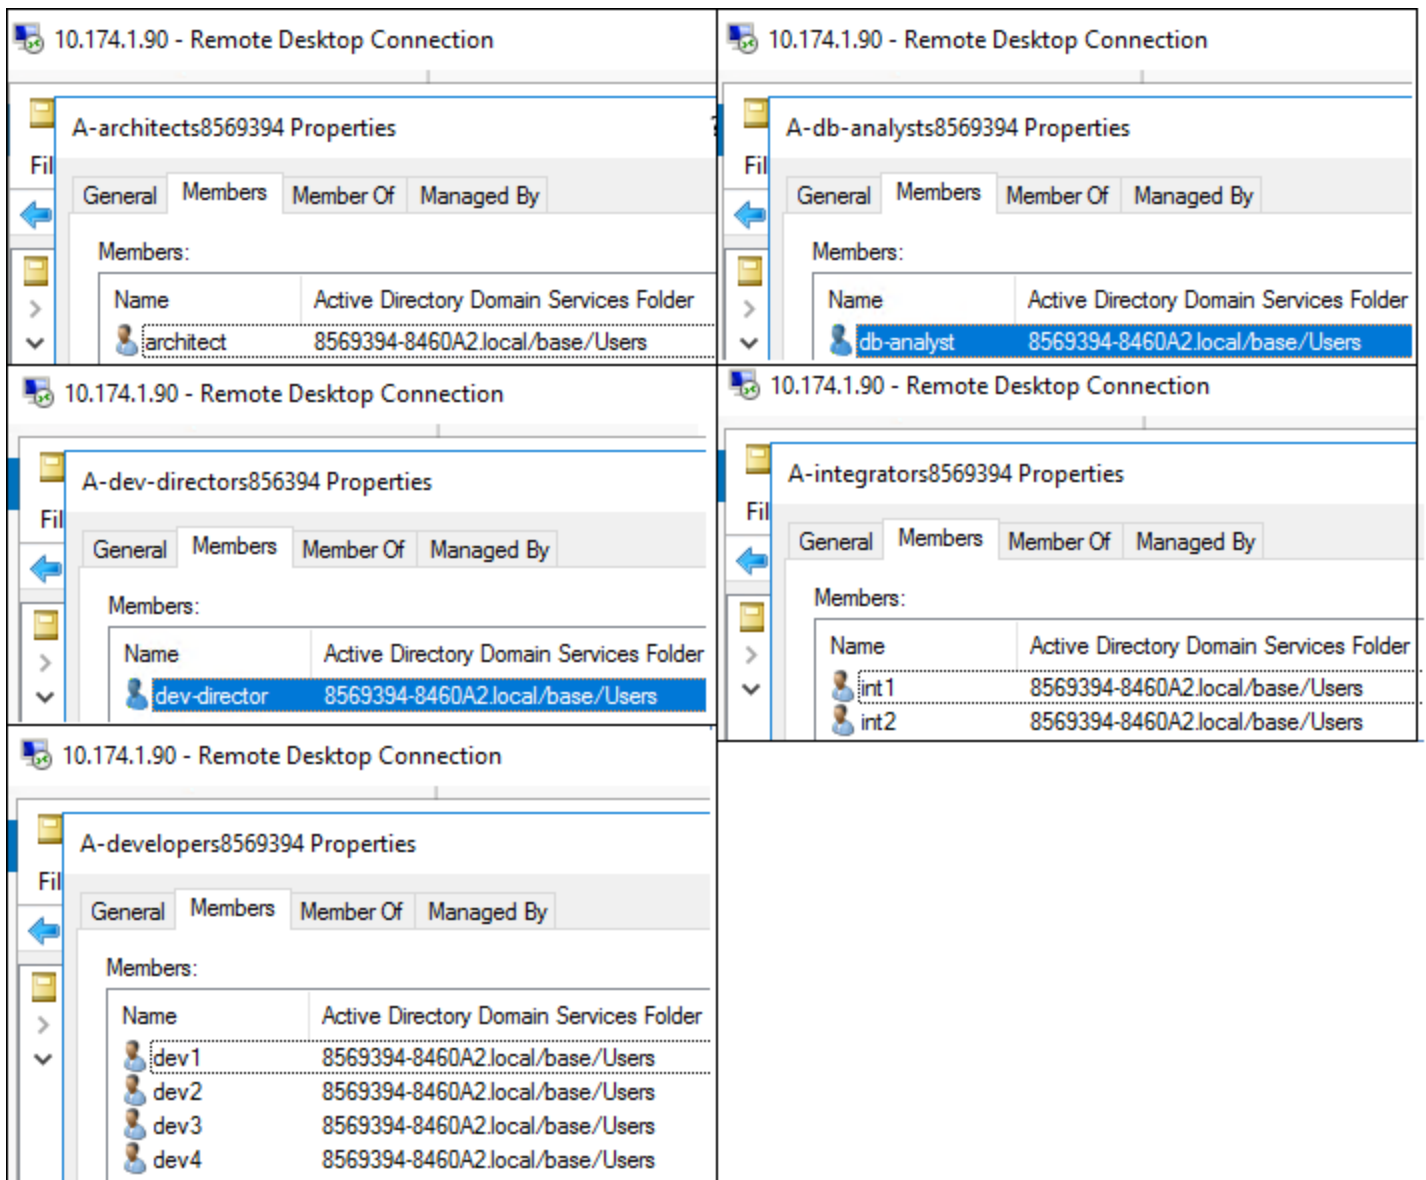 10.174.1.90 - Remote Desktop Connection
A-architects8569394 Properties
?
Fil
General Members Member Of Managed By
Members:
Name Active Directory Domain Services Folder
architect 8569394-8460A2.local/base/Users
10.174.1.90 - Remote Desktop Connection
A-db-analysts8569394 Properties
Fil
General Members Member Of Managed By
Members:
Name Active Directory Domain Services Folder
db-analyst 8569394-8460A2.local/base/Users
10.174.1.90 - Remote Desktop Connection
A-dev-directors856394 Properties
Fil
General Members Member Of Managed By
Members:
Name Active Directory Domain Services Folder
dev-director 8569394-8460A2.local/base/Users
10.174.1.90 - Remote Desktop Connection
A-integrators8569394 Properties
Fil
General Members Member Of Managed By
Members:
Name Active Directory Domain Services Folder
int1 8569394-8460A2.local/base/Users
int2 8569394-8460A2.local/base/Users
10.174.1.90 - Remote Desktop Connection
A-developers8569394 Properties
Fil
General Members Member Of Managed By
Members:
Name Active Directory Domain Services Folder
dev1 8569394-8460A2.local/base/Users
dev2 8569394-8460A2.local/base/Users
dev3 8569394-8460A2.local/base/Users
dev4 8569394-8460A2.local/base/Users